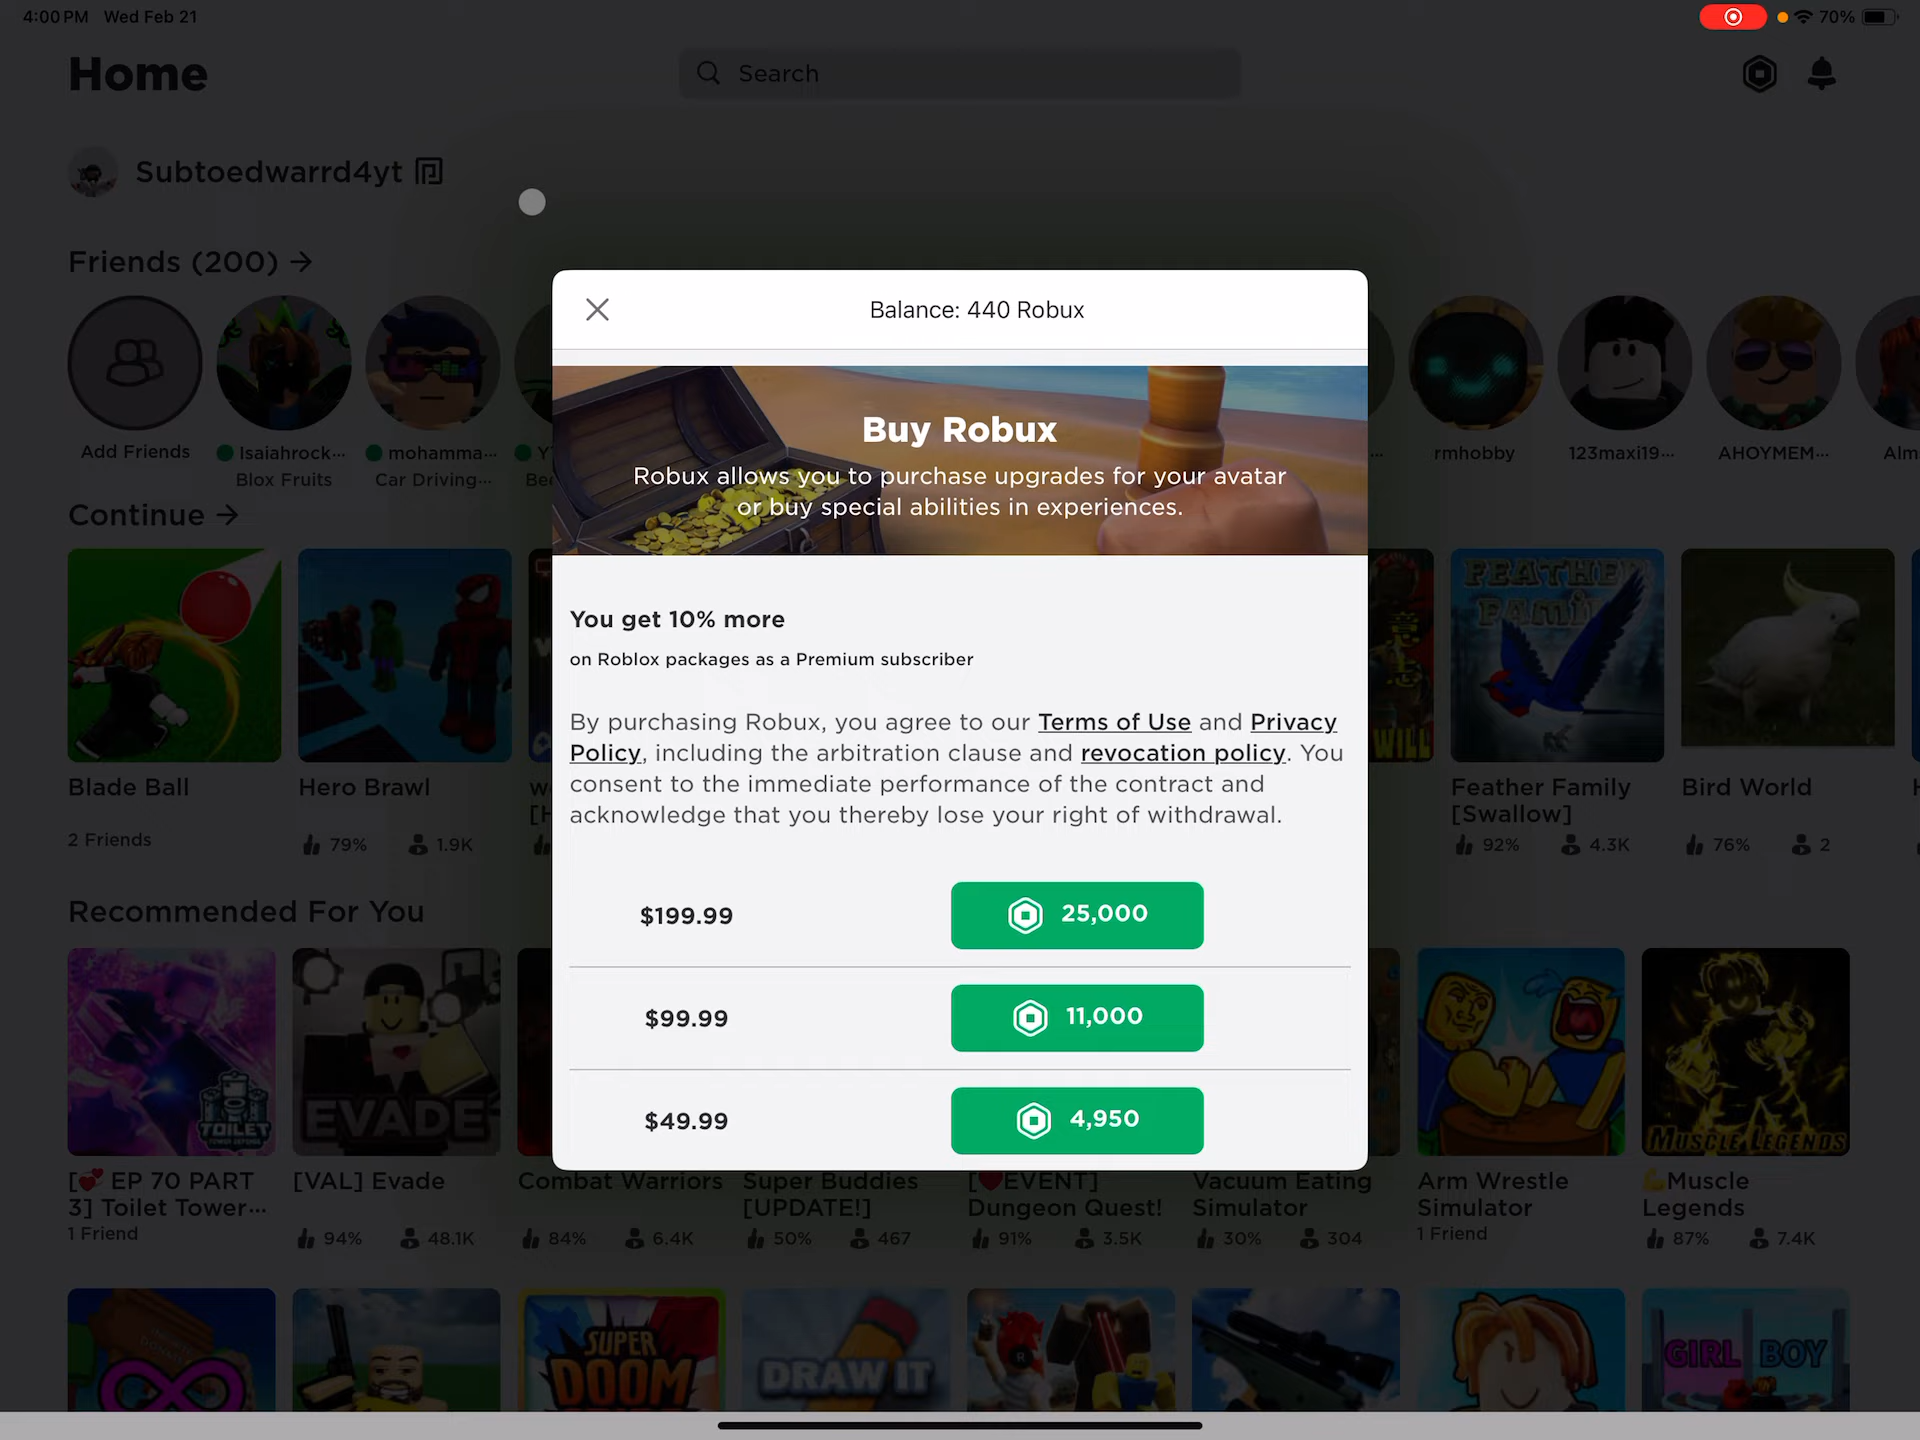 4:00 PM Wed Feb 21
70%
Home
Search
Subtoedwarrd4yt
Friends (200) →
Add Friends
Isaiahrock...
Blox Fruits
mohamma...
Car Driving...
rmhobby
123maxi19...
AHOYMEM...
Alm
Balance: 440 Robux
Buy Robux
Robux allows you to purchase upgrades for your avatar
or buy special abilities in experiences.
You get 10% more
on Roblox packages as a Premium subscriber
By purchasing Robux, you agree to our Terms of Use and Privacy
Policy, including the arbitration clause and revocation policy. You
consent to the immediate performance of the contract and
acknowledge that you thereby lose your right of withdrawal.
$199.99
25,000
$99.99
11,000
$49.99
4,950
Continue →
FEATHER
FAMILY
WILL
Blade Ball
2 Friends
Hero Brawl
79%
1.9K
Feather Family
[Swallow]
92%
4.3K
Bird World
76%
2
Recommended For You
TOILET
TOWER DEFENSE
EVADE
MUSCLE LEGENDS
[💞 EP 70 PART
3] Toilet Tower...
1 Friend
[VAL] Evade
94%
48.1K
Combat Warriors
84%
6.4K
Super Buddies
[UPDATE!]
50%
467
[❤️EVENT]
Dungeon Quest!
91%
3.5K
Vacuum Eating
Simulator
30%
304
Arm Wrestle
Simulator
1 Friend
💪Muscle
Legends
87%
7.4K
SUPER
DOOM
DRAW IT
GIRL BOY